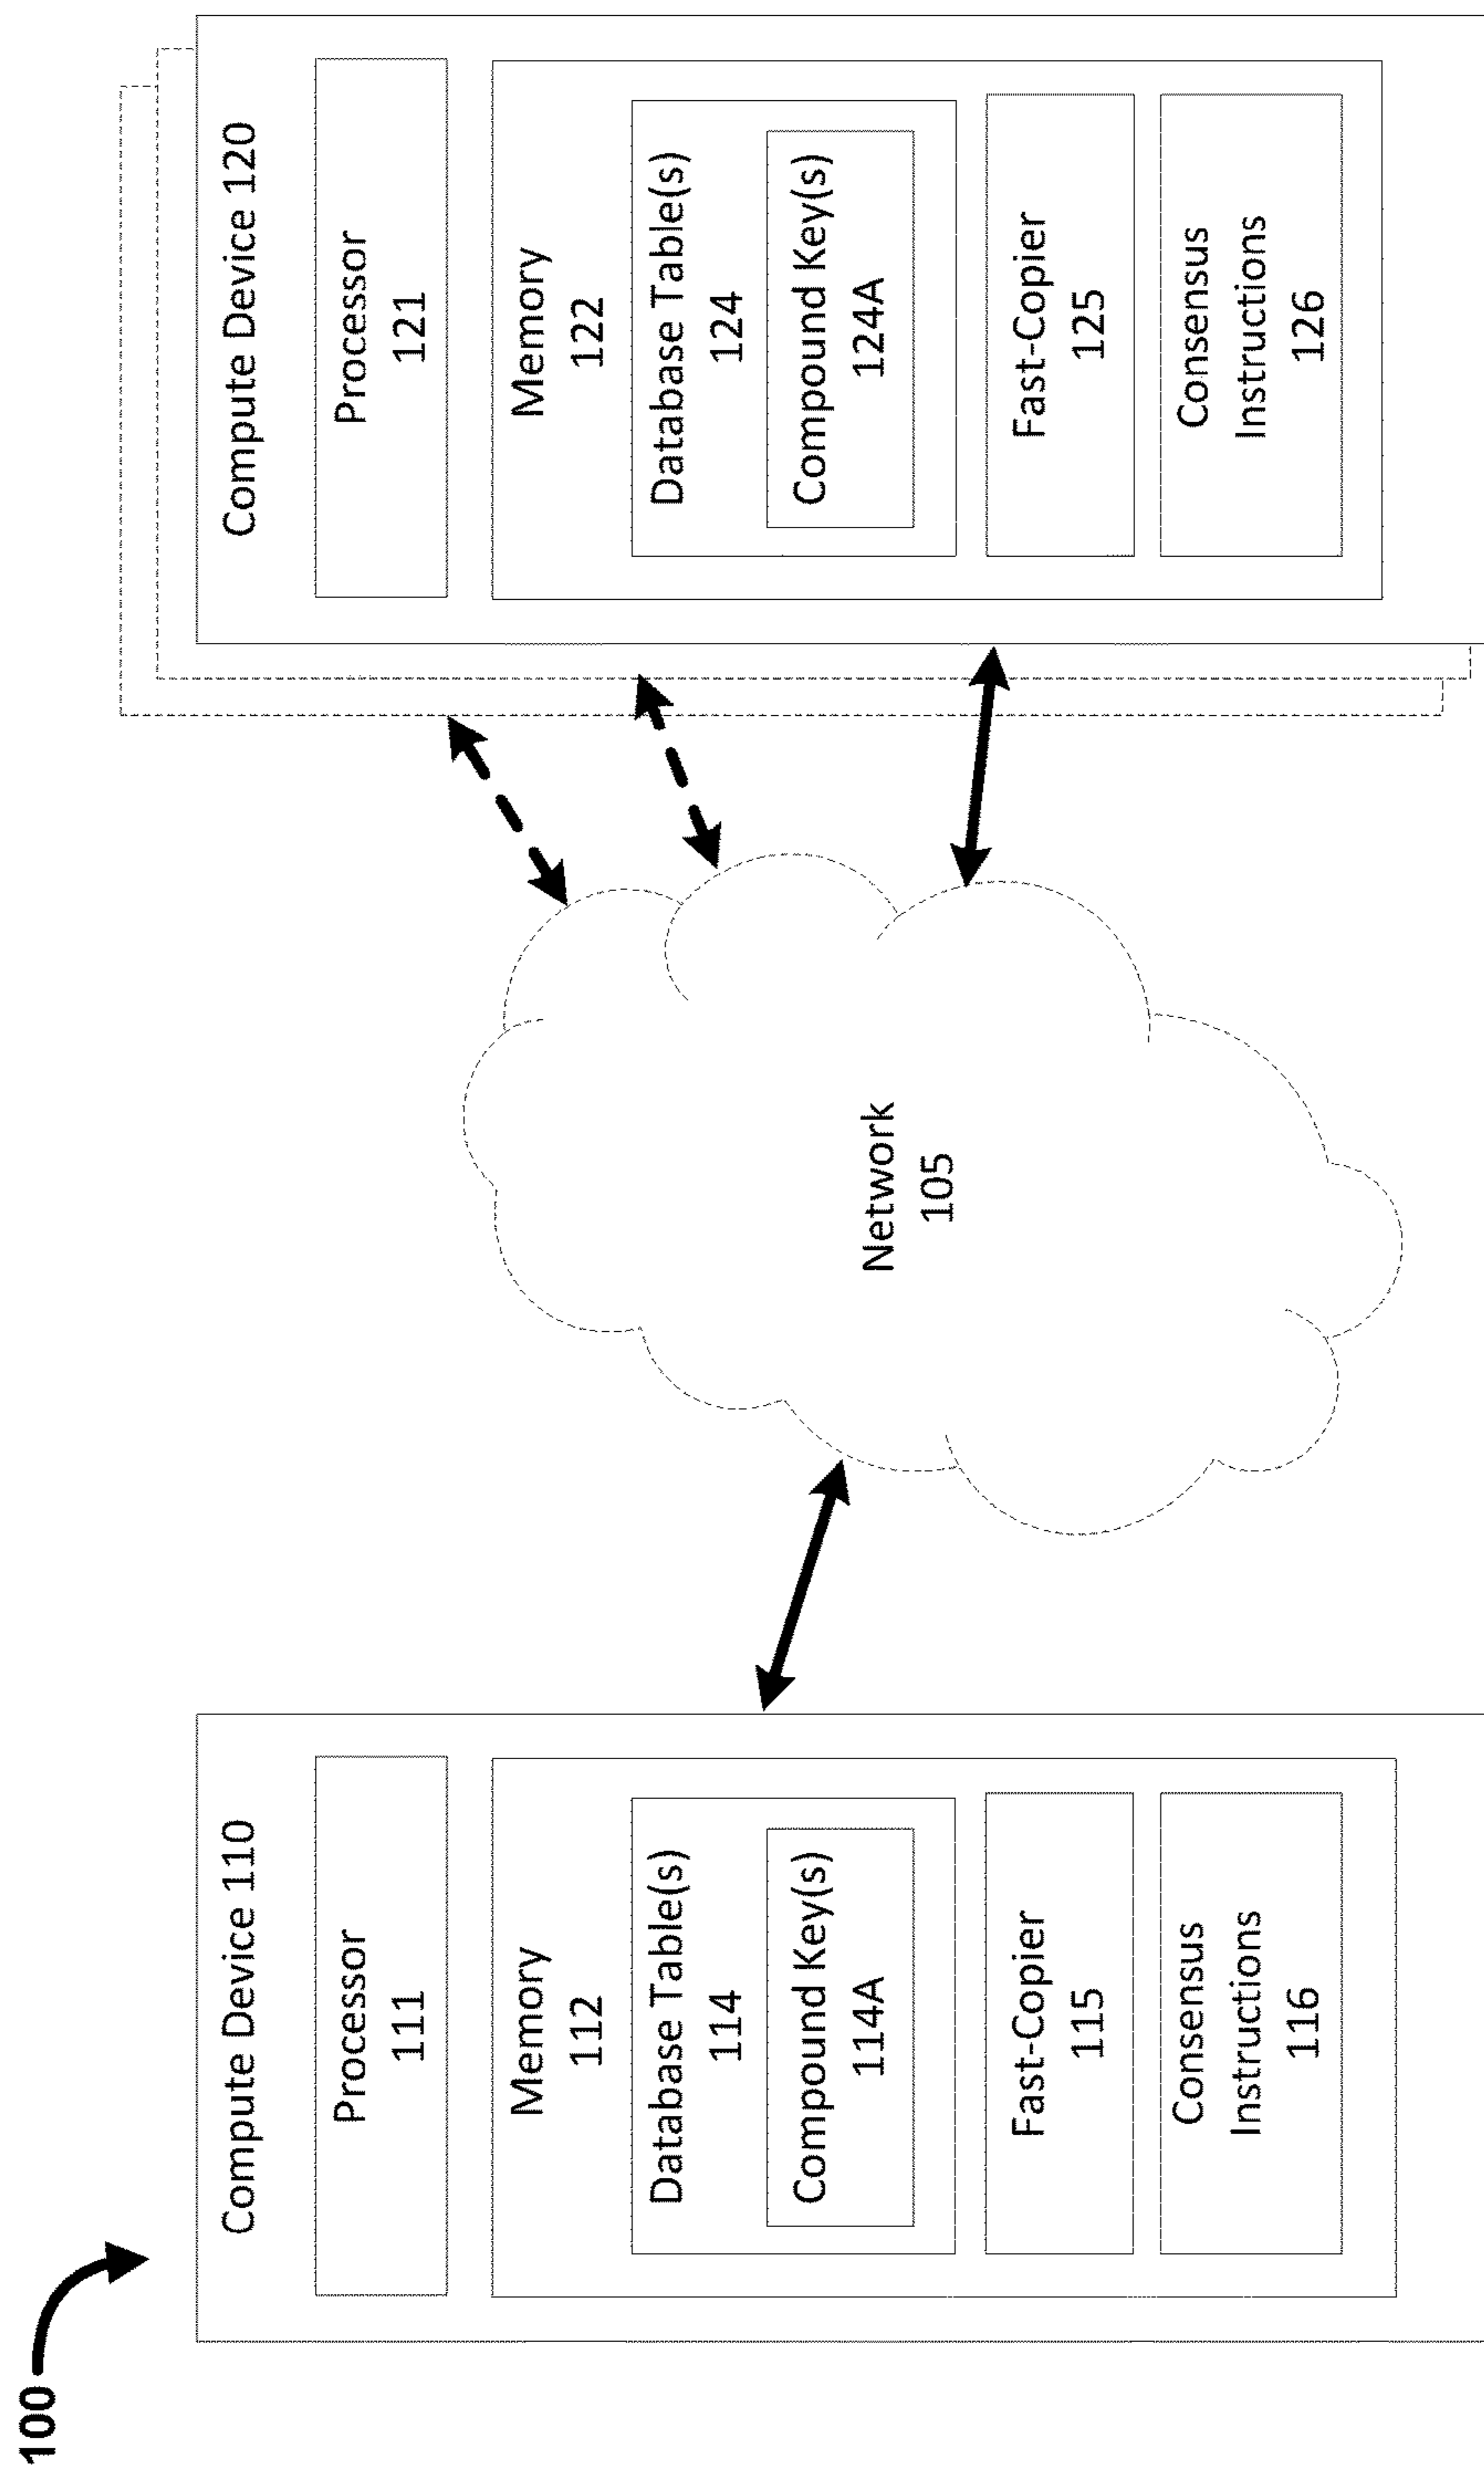 100
Compute Device 110
Processor
111
Memory
112
Database Table(s)
114
Compound Key(s)
114A
Fast-Copier
115
Consensus
Instructions
116
Network
105
Compute Device 120
Processor
121
Memory
122
Database Table(s)
124
Compound Key(s)
124A
Fast-Copier
125
Consensus
Instructions
126